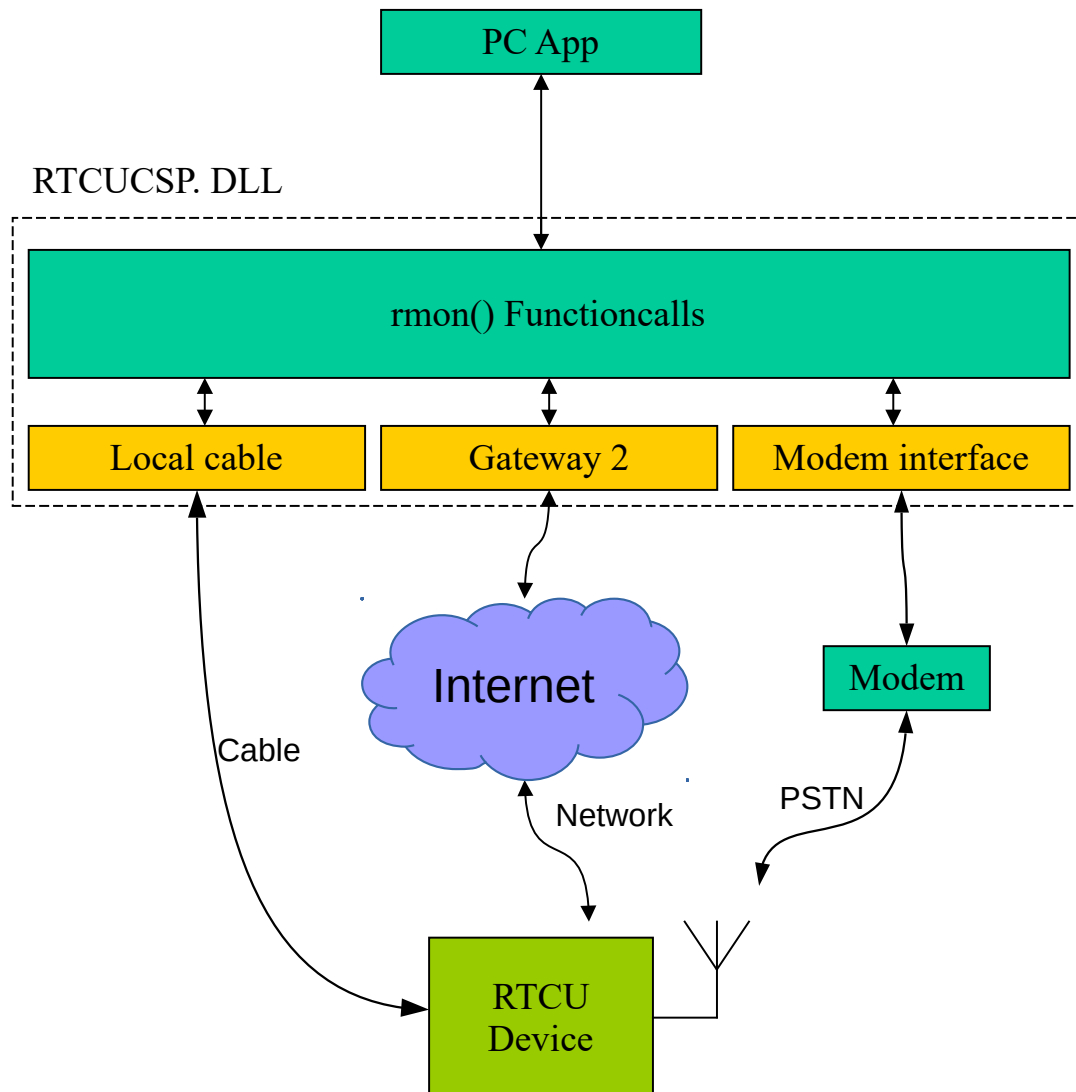 PC App
RTCUCSP. DLL
rmon() Functioncalls
Local cable
Gateway 2
Modem interface
Internet
Modem
Cable
Network
PSTN
RTCU
Device